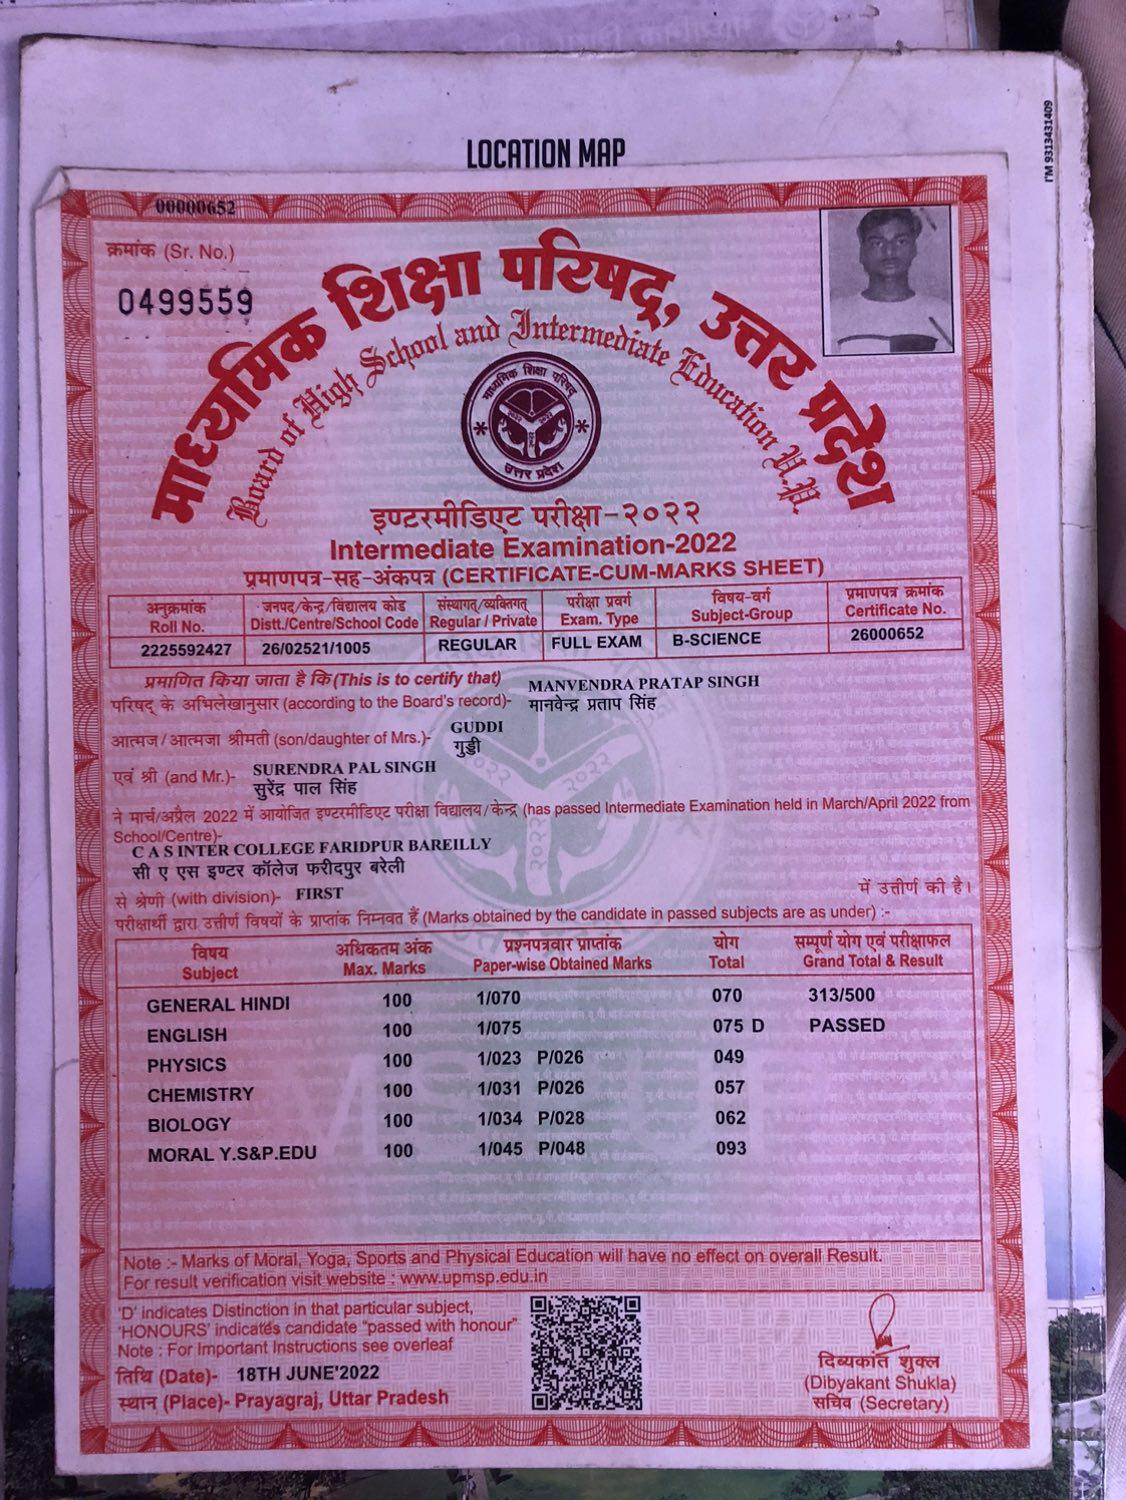 LOCATION MAP
I'M 9313431409
00000652
क्रमांक (Sr. No.)
0499559
माध्यमिक शिक्षा परिषद्, उत्तर प्रदेश
Board of High School and Intermediate Education U.P.
माध्यमिक शिक्षा परिषद्
उत्तर प्रदेश
इण्टरमीडिएट परीक्षा-२०२२
Intermediate Examination-2022
प्रमाणपत्र-सह-अंकपत्र (CERTIFICATE-CUM-MARKS SHEET)
अनुक्रमांक जनपद/केन्द्र/विद्यालय कोड संस्थागत्/व्यक्तिगत् परीक्षा प्रवर्ग विषय-वर्ग प्रमाणपत्र क्रमांक
Roll No. Distt./Centre/School Code Regular / Private Exam. Type Subject-Group Certificate No.
2225592427 26/02521/1005 REGULAR FULL EXAM B-SCIENCE 26000652
प्रमाणित किया जाता है कि (This is to certify that) MANVENDRA PRATAP SINGH
परिषद् के अभिलेखानुसार (according to the Board's record)- मानवेन्द्र प्रताप सिंह
GUDDI
आत्मज/आत्मजा श्रीमती (son/daughter of Mrs.)- गुड्डी
एवं श्री (and Mr.)- SURENDRA PAL SINGH
सुरेंद्र पाल सिंह
ने मार्च/अप्रैल 2022 में आयोजित इण्टरमीडिएट परीक्षा विद्यालय/केन्द्र (has passed Intermediate Examination held in March/April 2022 from
School/Centre)-
C A S INTER COLLEGE FARIDPUR BAREILLY
सी ए एस इण्टर कॉलेज फरीदपुर बरेली
से श्रेणी (with division)- FIRST में उत्तीर्ण की है।
परीक्षार्थी द्वारा उत्तीर्ण विषयों के प्राप्तांक निम्नवत हैं (Marks obtained by the candidate in passed subjects are as under) :-
विषय अधिकतम अंक प्रश्नपत्रवार प्राप्तांक योग सम्पूर्ण योग एवं परीक्षाफल
Subject Max. Marks Paper-wise Obtained Marks Total Grand Total & Result
GENERAL HINDI 100 1/070 070 313/500
ENGLISH 100 1/075 075 D PASSED
PHYSICS 100 1/023 P/026 049
CHEMISTRY 100 1/031 P/026 057
BIOLOGY 100 1/034 P/028 062
MORAL Y.S&P.EDU 100 1/045 P/048 093
Note :- Marks of Moral, Yoga, Sports and Physical Education will have no effect on overall Result.
For result verification visit website : www.upmsp.edu.in
'D' indicates Distinction in that particular subject,
'HONOURS' indicates candidate "passed with honour"
Note : For Important Instructions see overleaf
तिथि (Date)- 18TH JUNE'2022
स्थान (Place)- Prayagraj, Uttar Pradesh
दिब्यकांत शुक्ल
(Dibyakant Shukla)
सचिव (Secretary)